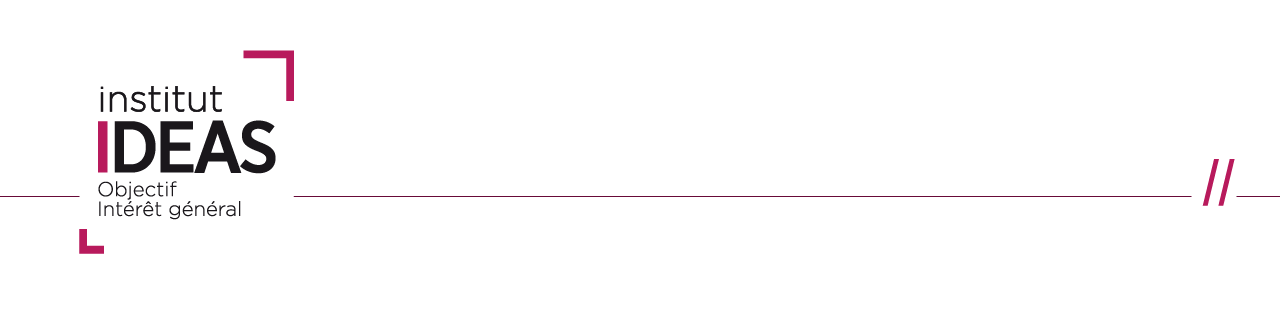 institut
IDEAS
Objectif
Intérêt général
//